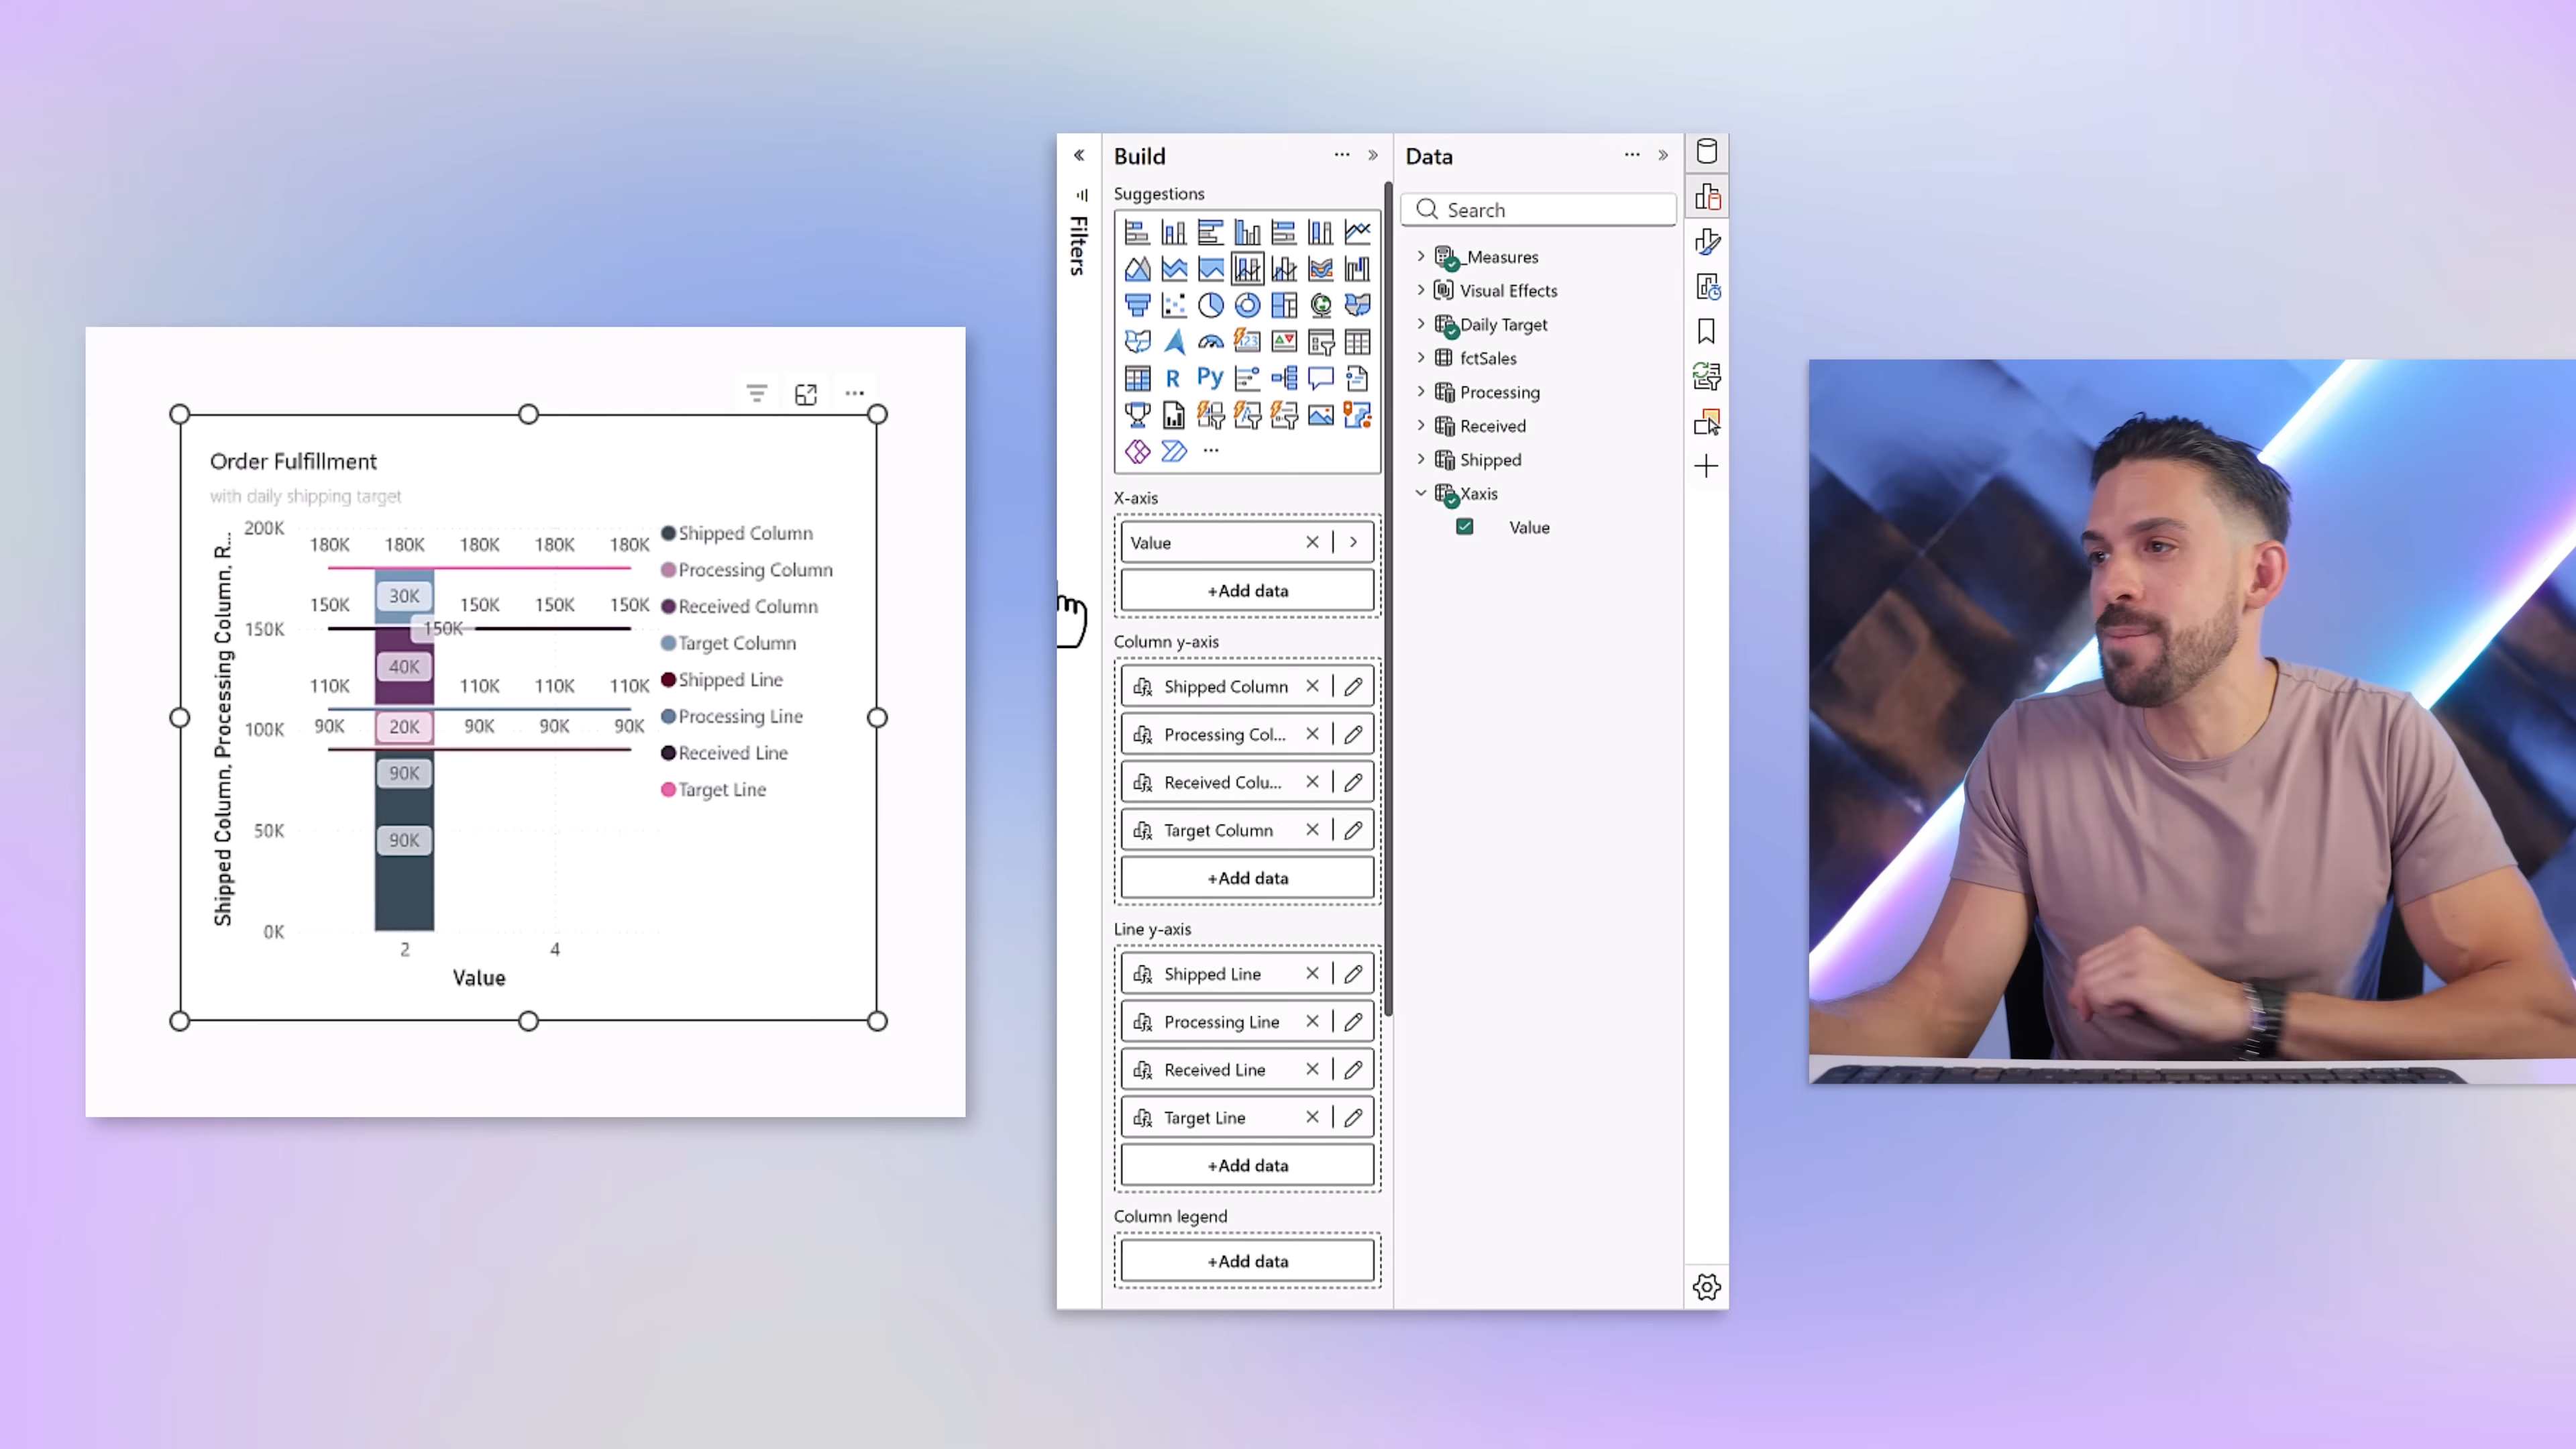 Order Fulfillment
with daily shipping target
Shipped Column, Processing Column, R...
200K
150K
100K
50K
0K
180K 180K 180K 180K 180K
30K
150K 150K 150K 150K
150K
40K
110K 110K 110K 110K
90K 20K 90K 90K 90K
90K
90K
2 4
Value
Shipped Column
Processing Column
Received Column
Target Column
Shipped Line
Processing Line
Received Line
Target Line
Filters
Build
Suggestions
123
R Py
X-axis
Value
+Add data
Column y-axis
Shipped Column
Processing Col...
Received Colu...
Target Column
+Add data
Line y-axis
Shipped Line
Processing Line
Received Line
Target Line
+Add data
Column legend
+Add data
Data
Search
_Measures
Visual Effects
Daily Target
fctSales
Processing
Received
Shipped
Xaxis
Value